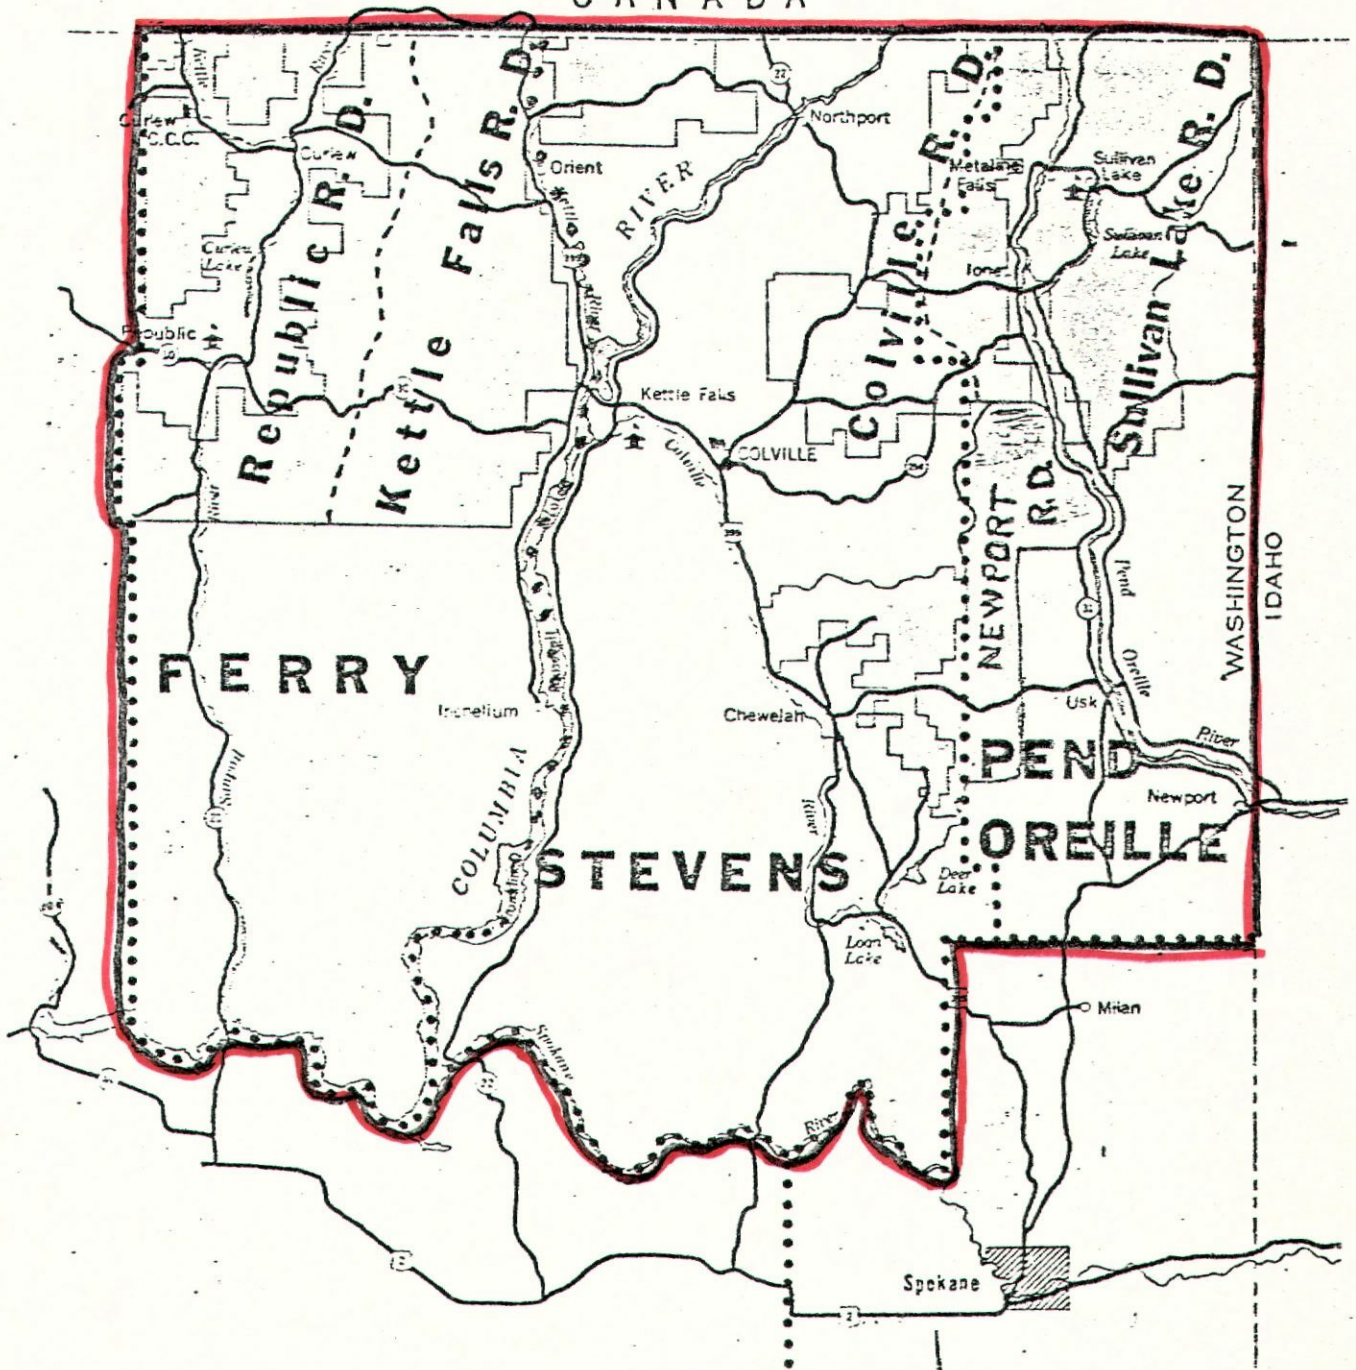 CANADA
Northport
Curlew
C.C.C.
Curlew
Orient
RIVER
Metaline
Falls
Sullivan
Lake
Curlew
Lake
Sullivan
Lake
Ione
Republic
Republic R. D.
Kettle Falls R. D.
Colville R. D.
Sullivan Lake R. D.
Kettle Falls
Colville
COLVILLE
NEWPORT
R.D.
WASHINGTON
IDAHO
Pend
Oreille
River
FERRY
Inchelium
Chewelah
Usk
PEND
OREILLE
Newport
COLUMBIA
STEVENS
River
Deer
Lake
Loon
Lake
Milan
Spokane
River
Spokane
2